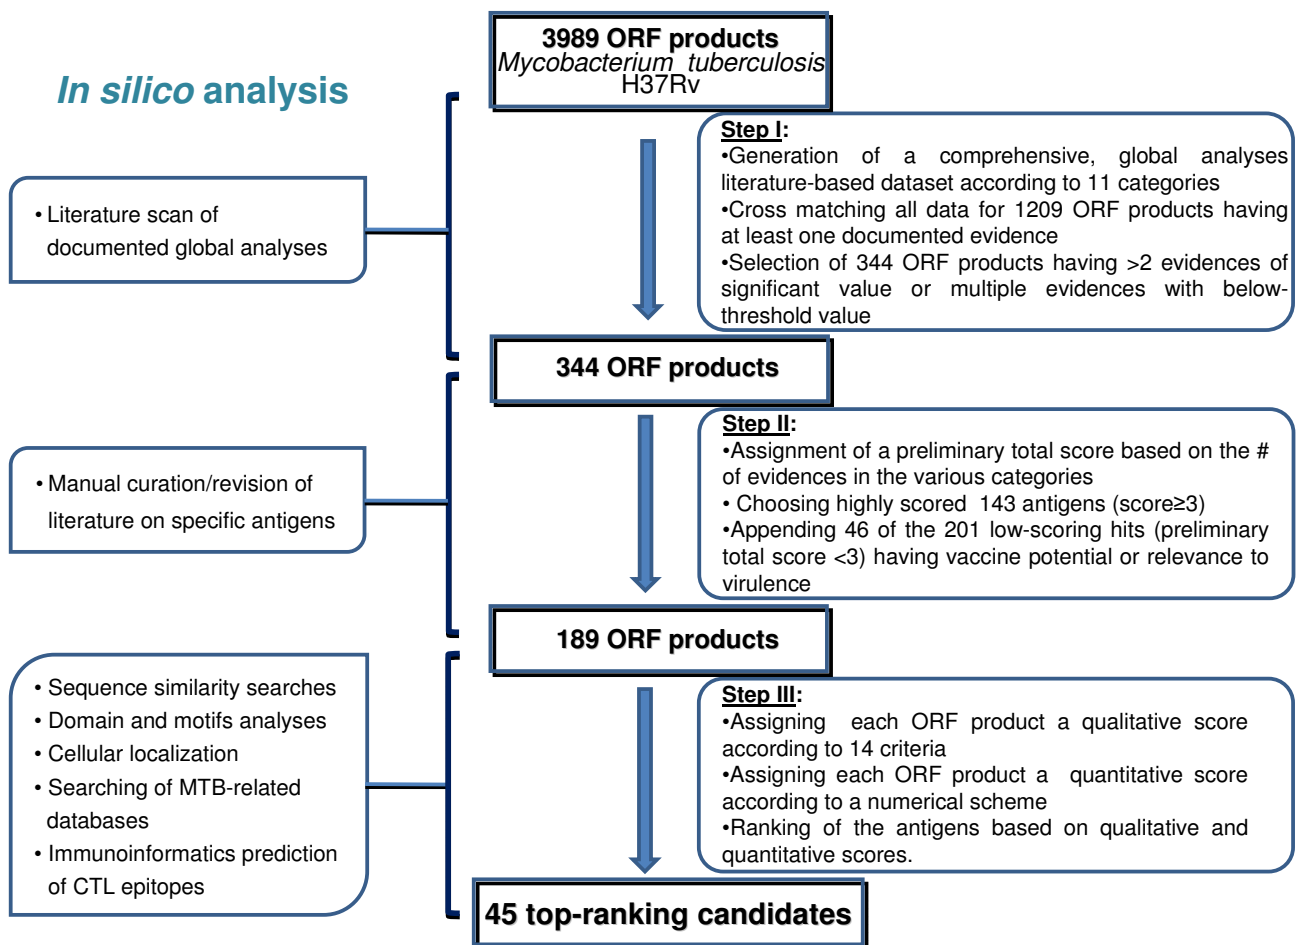 3989 ORF products
Mycobacterium tuberculosis
H37Rv
In silico analysis
Step I:
•Generation of a comprehensive, global analyses
literature-based dataset according to 11 categories
•Cross matching all data for 1209 ORF products having
at least one documented evidence
•Selection of 344 ORF products having >2 evidences of
significant value or multiple evidences with below-
threshold value
• Literature scan of
documented global analyses
344 ORF products
Step II:
•Assignment of a preliminary total score based on the #
of evidences in the various categories
• Choosing highly scored 143 antigens (score≥3)
•Appending 46 of the 201 low-scoring hits (preliminary
total score <3) having vaccine potential or relevance to
virulence
• Manual curation/revision of
literature on specific antigens
189 ORF products
• Sequence similarity searches
• Domain and motifs analyses
• Cellular localization
• Searching of MTB-related
databases
• Immunoinformatics prediction
of CTL epitopes
Step III:
•Assigning each ORF product a qualitative score
according to 14 criteria
•Assigning each ORF product a quantitative score
according to a numerical scheme
•Ranking of the antigens based on qualitative and
quantitative scores.
45 top-ranking candidates